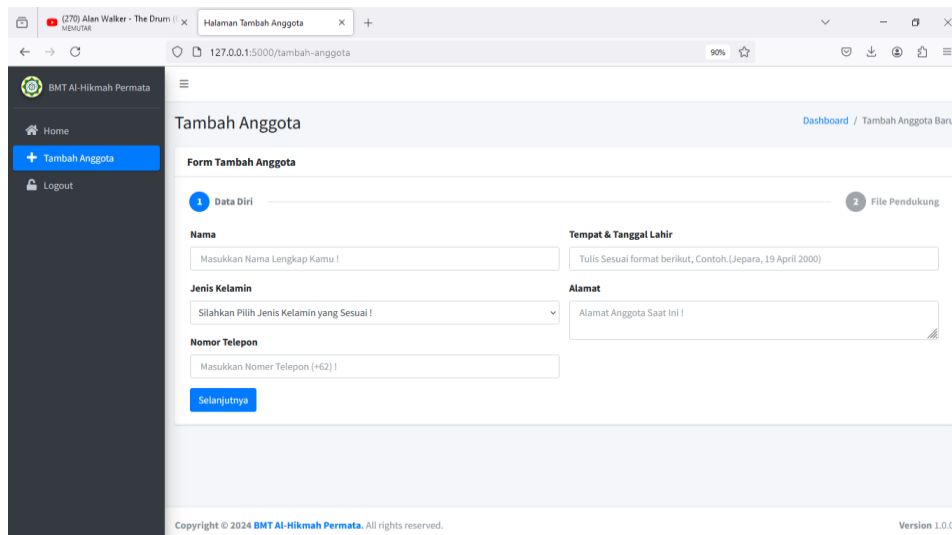 (270) Alan Walker - The Drum (
MEMUTAR
Halaman Tambah Anggota
127.0.0.1:5000/tambah-anggota
90%
BMT Al-Hikmah Permata
Home
Tambah Anggota
Logout
Tambah Anggota
Dashboard / Tambah Anggota Baru
Form Tambah Anggota
1 Data Diri
2 File Pendukung
Nama
Masukkan Nama Lengkap Kamu !
Tempat & Tanggal Lahir
Tulis Sesuai format berikut, Contoh.(Jepara, 19 April 2000)
Jenis Kelamin
Silahkan Pilih Jenis Kelamin yang Sesuai !
Alamat
Alamat Anggota Saat Ini !
Nomor Telepon
Masukkan Nomer Telepon (+62) !
Selanjutnya
Copyright © 2024 BMT Al-Hikmah Permata. All rights reserved.
Version 1.0.0